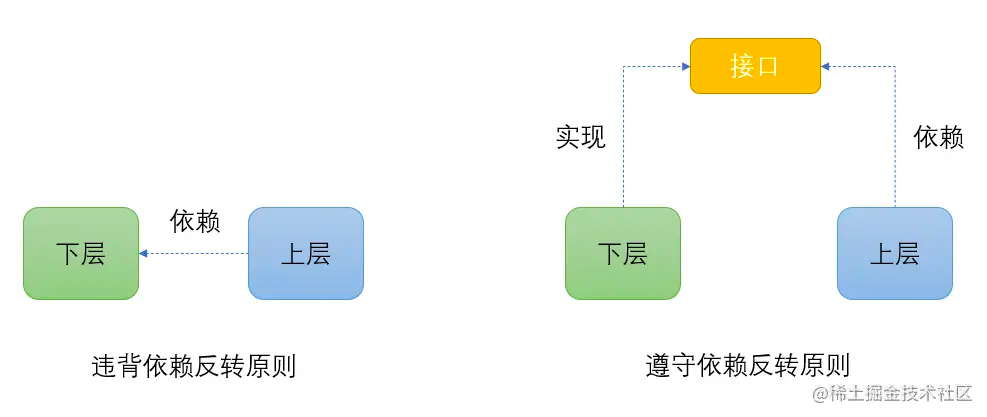 接口
实现
依赖
依赖
下层
上层
下层
上层
违背依赖反转原则
遵守依赖反转原则
@稀土掘金技术社区